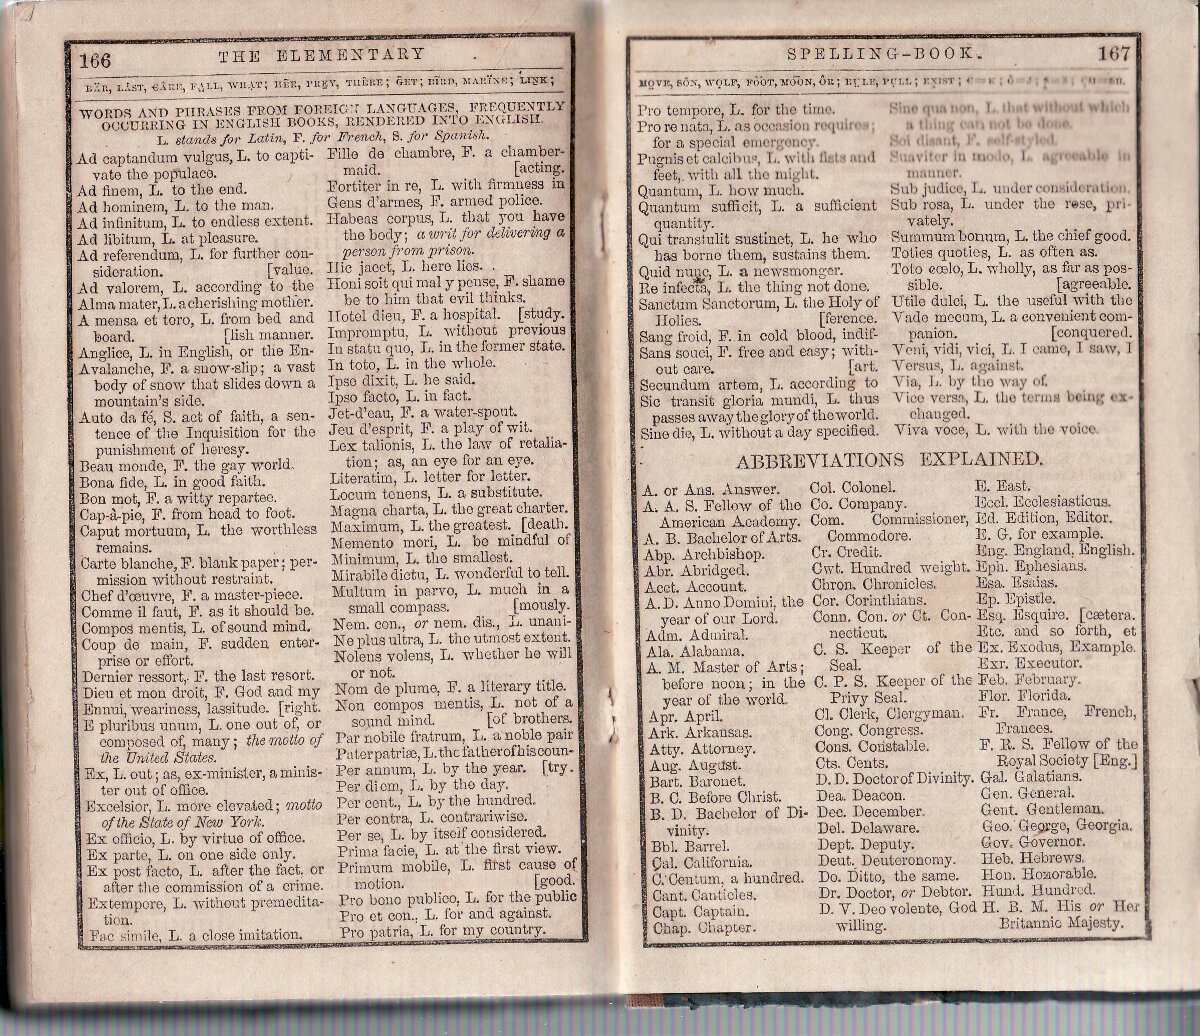 166 THE ELEMENTARY
BÄR, LÀST, CÂRE, FALL, WHAT; HËR, PREY, THÊRE; GET; BÏRD, MARÏNE; LINK;
WORDS AND PHRASES FROM FOREIGN LANGUAGES, FREQUENTLY
OCCURRING IN ENGLISH BOOKS, RENDERED INTO ENGLISH.
L. stands for Latin, F. for French, S. for Spanish.
Ad captandum vulgus, L. to capti-
vate the populace.
Ad finem, L. to the end.
Ad hominem, L. to the man.
Ad infinitum, L. to endless extent.
Ad libitum, L. at pleasure.
Ad referendum, L. for further con-
sideration. [value.
Ad valorem, L. according to the
Alma mater, L. a cherishing mother.
A mensa et toro, L. from bed and
board. [lish manner.
Anglice, L. in English, or the En-
Avalanche, F. a snow-slip; a vast
body of snow that slides down a
mountain's side.
Auto da fé, S. act of faith, a sen-
tence of the Inquisition for the
punishment of heresy.
Beau monde, F. the gay world.
Bona fide, L. in good faith.
Bon mot, F. a witty repartee.
Cap-à-pie, F. from head to foot.
Caput mortuum, L. the worthless
remains.
Carte blanche, F. blank paper; per-
mission without restraint.
Chef d'œuvre, F. a master-piece.
Comme il faut, F. as it should be.
Compos mentis, L. of sound mind.
Coup de main, F. sudden enter-
prise or effort.
Dernier ressort, F. the last resort.
Dieu et mon droit, F. God and my
Ennui, weariness, lassitude. [right.
E pluribus unum, L. one out of, or
composed of, many; the motto of
the United States.
Ex, L. out; as, ex-minister, a minis-
ter out of office.
Excelsior, L. more elevated; motto
of the State of New York.
Ex officio, L. by virtue of office.
Ex parte, L. on one side only.
Ex post facto, L. after the fact, or
after the commission of a crime.
Extempore, L. without premedita-
tion.
Fac simile, L. a close imitation.
Fille de chambre, F. a chamber-
maid. [acting.
Fortiter in re, L. with firmness in
Gens d'armes, F. armed police.
Habeas corpus, L. that you have
the body; a writ for delivering a
person from prison.
Hic jacet, L. here lies.
Honi soit qui mal y pense, F. shame
be to him that evil thinks.
Hotel dieu, F. a hospital. [study.
Impromptu, L. without previous
In statu quo, L. in the former state.
In toto, L. in the whole.
Ipse dixit, L. he said.
Ipso facto, L. in fact.
Jet-d'eau, F. a water-spout.
Jeu d'esprit, F. a play of wit.
Lex talionis, L. the law of retalia-
tion; as, an eye for an eye.
Literatim, L. letter for letter.
Locum tenens, L. a substitute.
Magna charta, L. the great charter.
Maximum, L. the greatest. [death.
Memento mori, L. be mindful of
Minimum, L. the smallest.
Mirabile dictu, L. wonderful to tell.
Multum in parvo, L. much in a
small compass. [mously.
Nem. con., or nem. dis., L. unani-
Ne plus ultra, L. the utmost extent.
Nolens volens, L. whether he will
or not.
Nom de plume, F. a literary title.
Non compos mentis, L. not of a
sound mind. [of brothers.
Par nobile fratrum, L. a noble pair
Pater patriæ, L. the father of his coun-
Per annum, L. by the year. [try.
Per diem, L. by the day.
Per cent., L. by the hundred.
Per contra, L. contrariwise.
Per se, L. by itself considered.
Prima facie, L. at the first view.
Primum mobile, L. first cause of
motion. [good.
Pro bono publico, L. for the public
Pro et con., L. for and against.
Pro patria, L. for my country.
SPELLING-BOOK. 167
MOVE, SÔN, WOLF, FOOT, MOON, ÔR; RULE, PULL; EXIST;
Pro tempore, L. for the time.
Pro re nata, L. as occasion requires;
for a special emergency.
Pugnis et calcibus, L. with fists and
feet, with all the might.
Quantum, L. how much.
Quantum sufficit, L. a sufficient
quantity.
Qui transtulit sustinet, L. he who
has borne them, sustains them.
Quid nunc, L. a newsmonger.
Re infecta, L. the thing not done.
Sanctum Sanctorum, L. the Holy of
Holies. [ference.
Sang froid, F. in cold blood, indif-
Sans souci, F. free and easy; with-
out care. [art.
Secundum artem, L. according to
Sic transit gloria mundi, L. thus
passes away the glory of the world.
Sine die, L. without a day specified.
Sine qua non, L. that without which
a thing can not be done.
Soi disant, F. self-styled.
Suaviter in modo, L. agreeable in
manner.
Sub judice, L. under consideration.
Sub rosa, L. under the rose, pri-
vately.
Summum bonum, L. the chief good.
Toties quoties, L. as often as.
Toto cœlo, L. wholly, as far as pos-
sible. [agreeable.
Utile dulci, L. the useful with the
Vade mecum, L. a convenient com-
panion. [conquered.
Veni, vidi, vici, L. I came, I saw, I
Versus, L. against.
Via, L. by the way of.
Vice versa, L. the terms being ex-
changed.
Viva voce, L. with the voice.
ABBREVIATIONS EXPLAINED.
A. or Ans. Answer.
A. A. S. Fellow of the
American Academy.
A. B. Bachelor of Arts.
Abp. Archbishop.
Abr. Abridged.
Acct. Account.
A. D. Anno Domini, the
year of our Lord.
Adm. Admiral.
Ala. Alabama.
A. M. Master of Arts;
before noon; in the
year of the world.
Apr. April.
Ark. Arkansas.
Atty. Attorney.
Aug. August.
Bart. Baronet.
B. C. Before Christ.
B. D. Bachelor of Di-
vinity.
Bbl. Barrel.
Cal. California.
C. Centum, a hundred.
Cant. Canticles.
Capt. Captain.
Chap. Chapter.
Col. Colonel.
Co. Company.
Com. Commissioner,
Commodore.
Cr. Credit.
Cwt. Hundred weight.
Chron. Chronicles.
Cor. Corinthians.
Conn. Con. or Ct. Con-
necticut.
C. S. Keeper of the
Seal.
C. P. S. Keeper of the
Privy Seal.
Cl. Clerk, Clergyman.
Cong. Congress.
Cons. Constable.
Cts. Cents.
D. D. Doctor of Divinity.
Dea. Deacon.
Dec. December.
Del. Delaware.
Dept. Deputy.
Deut. Deuteronomy.
Do. Ditto, the same.
Dr. Doctor, or Debtor.
D. V. Deo volente, God
willing.
E. East.
Eccl. Ecclesiasticus.
Ed. Edition, Editor.
E. G. for example.
Eng. England, English.
Eph. Ephesians.
Esa. Esaias.
Ep. Epistle.
Esq. Esquire. [cætera.
Etc. and so forth, et
Ex. Exodus, Example.
Exr. Executor.
Feb. February.
Flor. Florida.
Fr. France, French,
Frances.
F. R. S. Fellow of the
Royal Society [Eng.]
Gal. Galatians.
Gen. General.
Gent. Gentleman.
Geo. George, Georgia.
Gov. Governor.
Heb. Hebrews.
Hon. Honorable.
Hund. Hundred.
H. B. M. His or Her
Britannic Majesty.